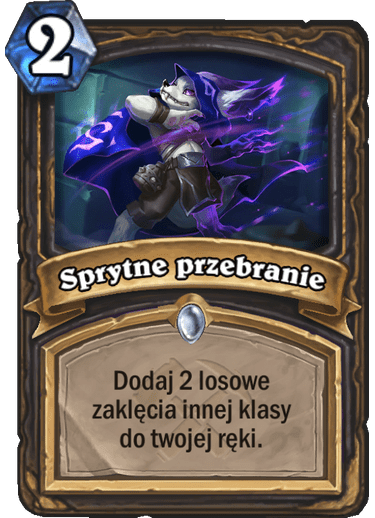 2
Sprytne przebranie
Dodaj 2 losowe
zaklęcia innej klasy
do twojej ręki.